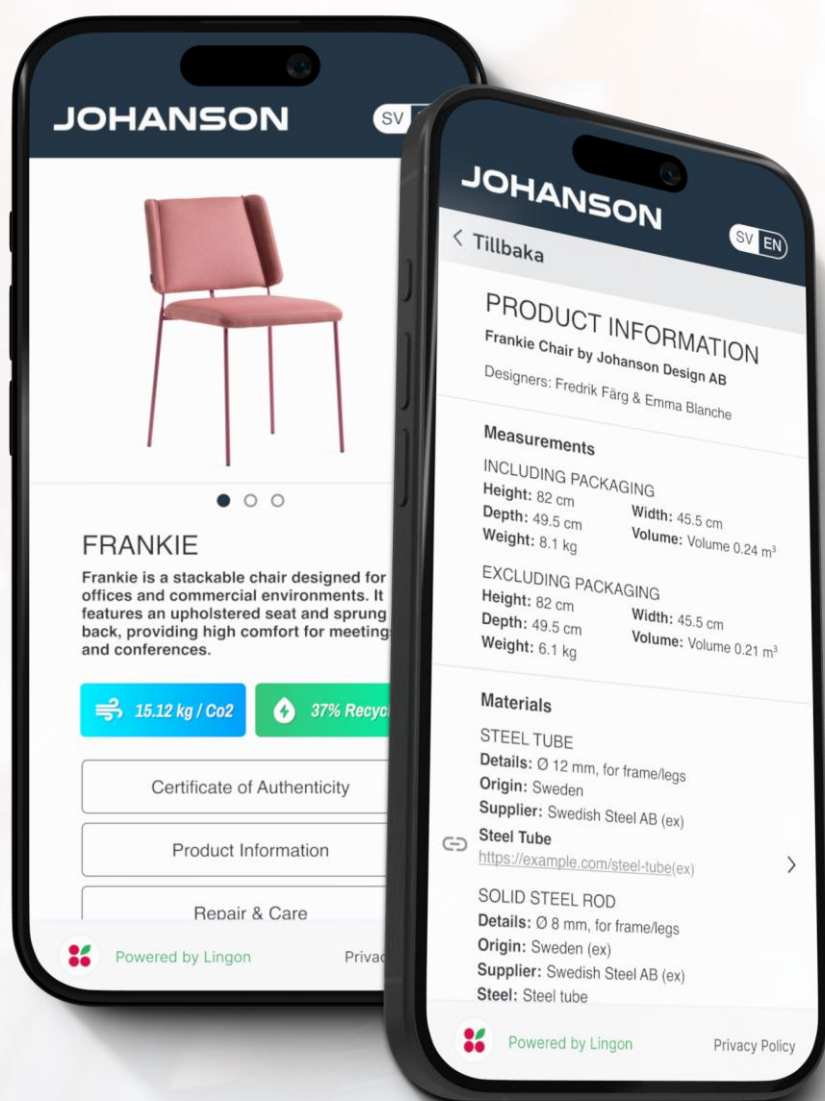 JOHANSON
SV
FRANKIE
Frankie is a stackable chair designed for
offices and commercial environments. It
features an upholstered seat and sprung
back, providing high comfort for
and conferences.
15.12 kg / Co2
37%
Certificate of Authenticity
Product Information
Repair & Care
Powered by Lingon
JOHANSON
SV EN
< Tillbaka
PRODUCT INFORMATION
Frankie Chair by Johanson Design AB
Designers: Fredrik Färg & Emma Blanche
Measurements
INCLUDING PACKAGING
Height: 82 cm
Width: 45.5 cm
Depth: 49.5 cm
Volume: Volume 0.24 m³
Weight: 8.1 kg
EXCLUDING PACKAGING
Height: 82 cm
Width: 45.5 cm
Depth: 49.5 cm
Volume: Volume 0.21 m³
Weight: 6.1 kg
Materials
STEEL TUBE
Details: Ø 12 mm, for frame/legs
Origin: Sweden
Supplier: Swedish Steel AB (ex)
Steel Tube
https://example.com/steel-tube(ex)
SOLID STEEL ROD
Details: Ø 8 mm, for frame/legs
Origin: Sweden (ex)
Supplier: Swedish Steel AB (ex)
Steel: Steel tube
Powered by Lingon
Privacy Policy